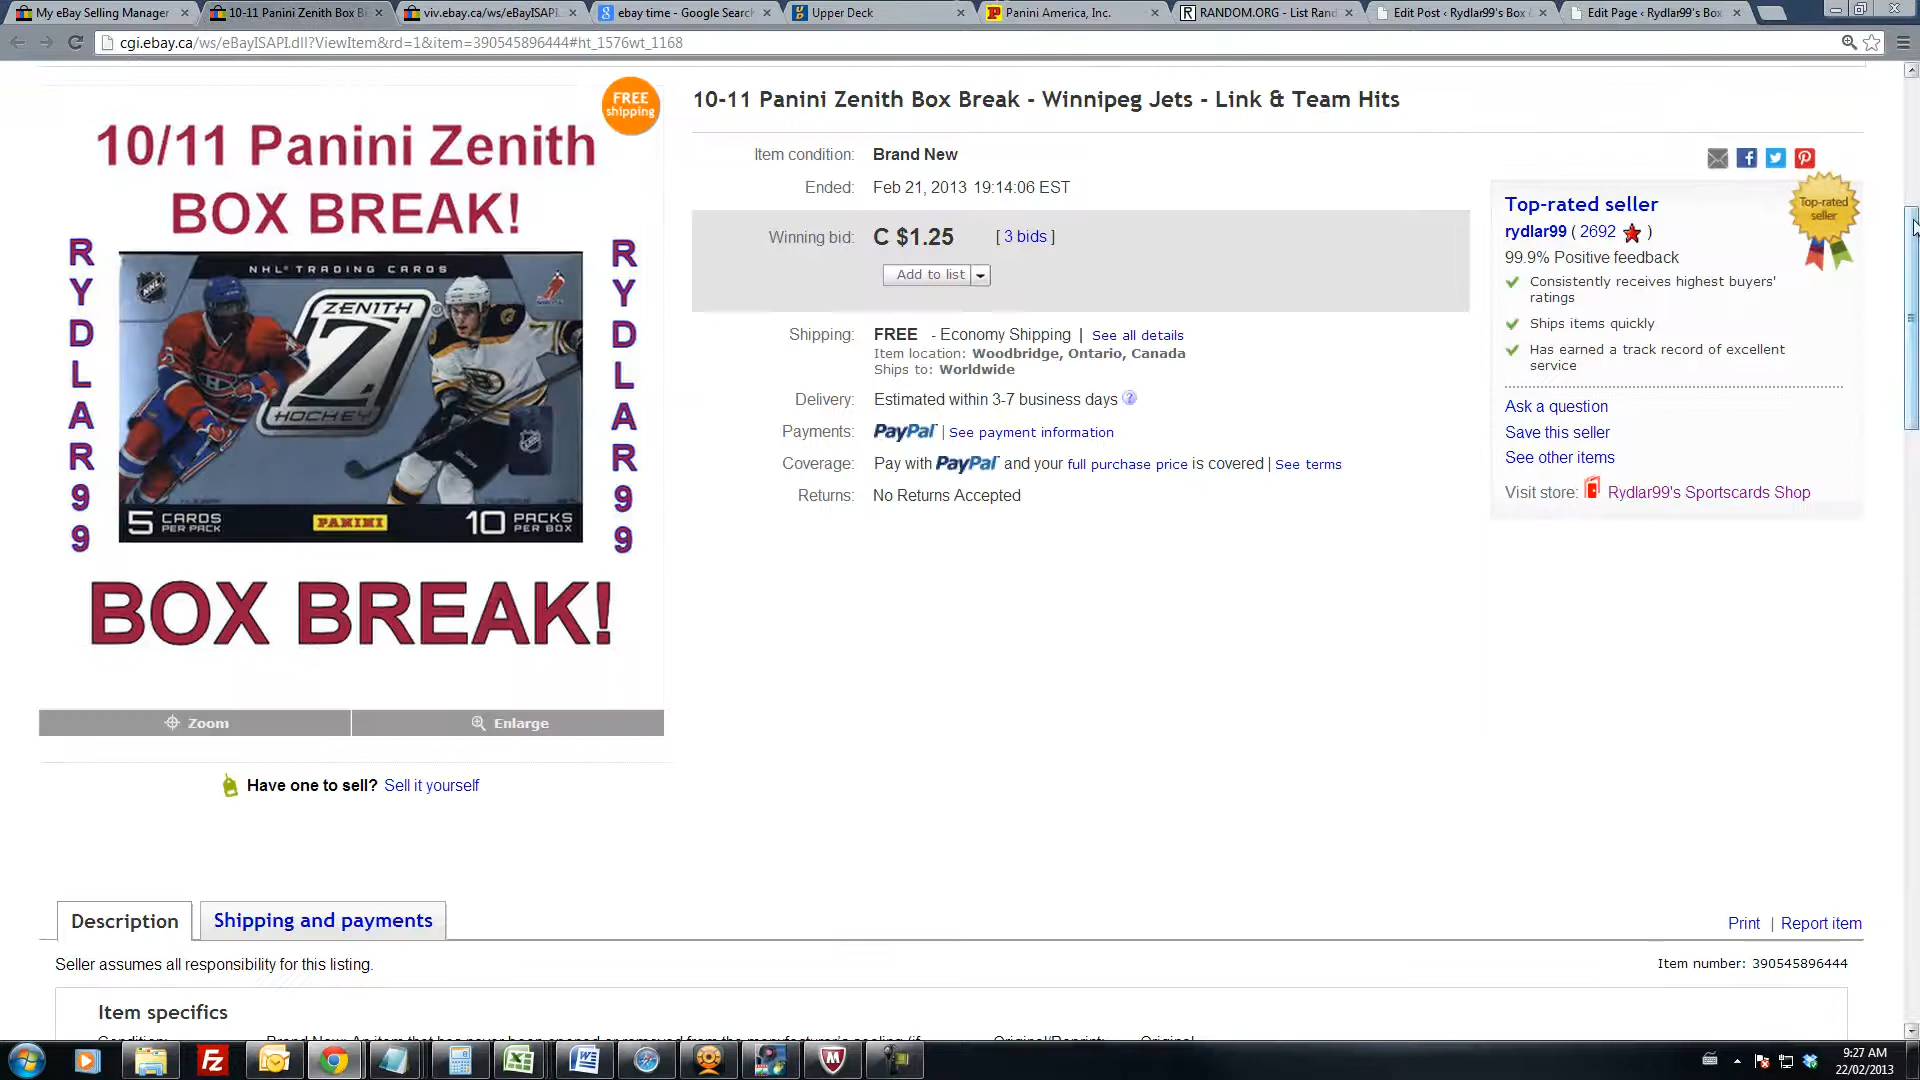 My eBay Selling Manager
10-11 Panini Zenith Box B
viv.ebay.ca/ws/eBayISAPI.
ebay time - Google Search
Upper Deck
Panini America, Inc.
RANDOM.ORG - List Rand
Edit Post ‹ Rydlar99's Box
Edit Page ‹ Rydlar99's Box
cgi.ebay.ca/ws/eBayISAPI.dll?ViewItem&rd=1&item=390545896444#ht_1576wt_1168
FREE
shipping
10/11 Panini Zenith
BOX BREAK!
RYDLAR99
RYDLAR99
NHL® TRADING CARDS
ZENITH
Z
HOCKEY
5 CARDS PER PACK
PANINI
10 PACKS PER BOX
BOX BREAK!
Zoom
Enlarge
Have one to sell? Sell it yourself
10-11 Panini Zenith Box Break - Winnipeg Jets - Link & Team Hits
Item condition: Brand New
Ended: Feb 21, 2013 19:14:06 EST
Winning bid: C $1.25 [ 3 bids ]
Add to list
Shipping: FREE - Economy Shipping | See all details
Item location: Woodbridge, Ontario, Canada
Ships to: Worldwide
Delivery: Estimated within 3-7 business days
Payments: PayPal | See payment information
Coverage: Pay with PayPal and your full purchase price is covered | See terms
Returns: No Returns Accepted
Top-rated seller
Top-rated
seller
rydlar99 ( 2692 )
99.9% Positive feedback
Consistently receives highest buyers'
ratings
Ships items quickly
Has earned a track record of excellent
service
Ask a question
Save this seller
See other items
Visit store: Rydlar99's Sportscards Shop
Description
Shipping and payments
Print | Report item
Seller assumes all responsibility for this listing.
Item number: 390545896444
Item specifics
9:27 AM
22/02/2013